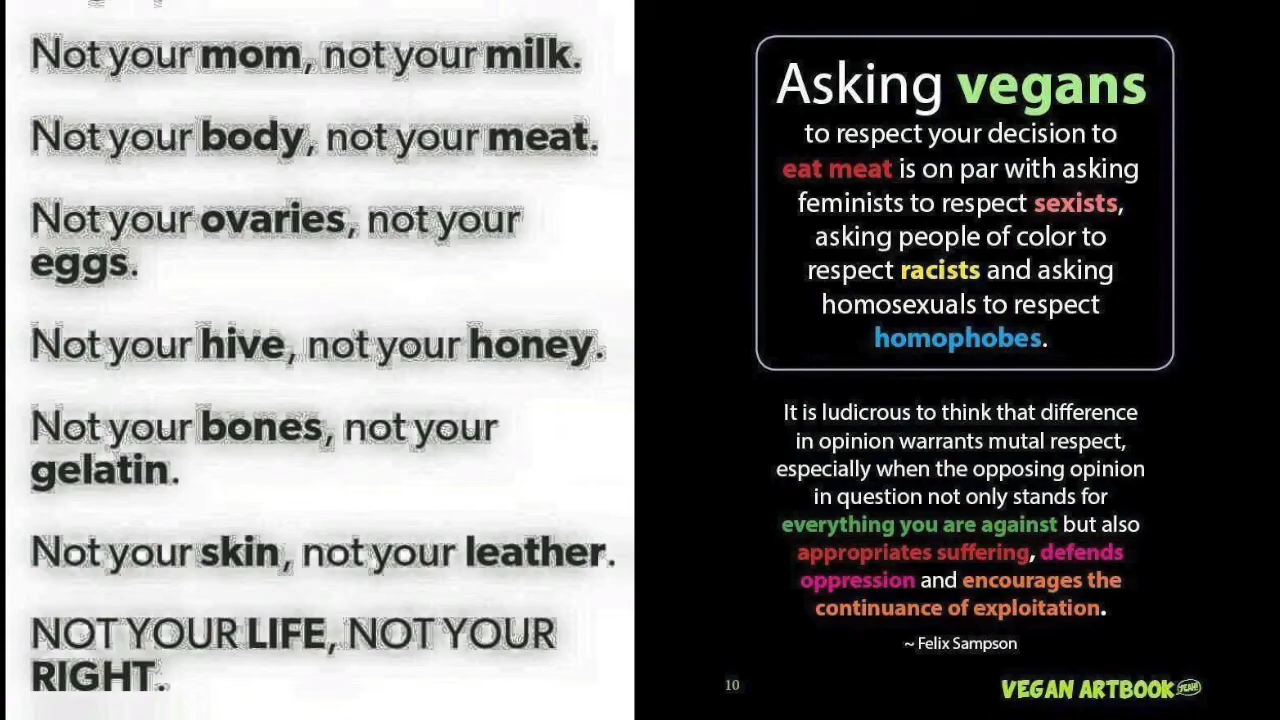 Not your mom, not your milk.
Not your body, not your meat.
Not your ovaries, not your
eggs.
Not your hive, not your honey.
Not your bones, not your
gelatin.
Not your skin, not your leather.
NOT YOUR LIFE, NOT YOUR
RIGHT.
Asking vegans
to respect your decision to
eat meat is on par with asking
feminists to respect sexists,
asking people of color to
respect racists and asking
homosexuals to respect
homophobes.
It is ludicrous to think that difference
in opinion warrants mutal respect,
especially when the opposing opinion
in question not only stands for
everything you are against but also
appropriates suffering, defends
oppression and encourages the
continuance of exploitation.
~ Felix Sampson
10
VEGAN ARTBOOK YEAH!